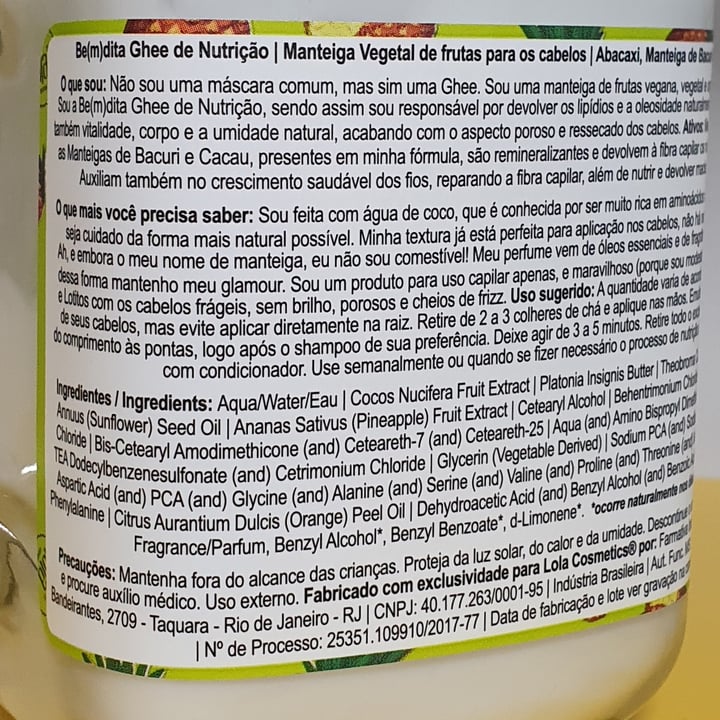 Be(m)dita Ghee de Nutrição | Manteiga Vegetal de frutas para os cabelos | Abacaxi, Manteiga de
O que sou: Não sou uma máscara comum, mas sim uma Ghee. Sou uma manteiga de frutas vegana, vegetal e
Sou a Be(m)dita Ghee de Nutrição, sendo assim sou responsável por devolver os lipídios e a oleosidade
também vitalidade, corpo e a umidade natural, acabando com o aspecto poroso e ressecado dos cabelos. Ativos:
as Manteigas de Bacuri e Cacau, presentes em minha fórmula, são remineralizantes e devolvem à fibra capilar
Auxiliam também no crescimento saudável dos fios, reparando a fibra capilar, além de nutrir e devolver
O que mais você precisa saber: Sou feita com água de coco, que é conhecida por ser muito rica em aminoácidos
seja cuidado da forma mais natural possível. Minha textura já está perfeita para aplicação nos cabelos, não
Ah, e embora o meu nome de manteiga, eu não sou comestível! Meu perfume vem de óleos essenciais e de
dessa forma mantenho meu glamour. Sou um produto para uso capilar apenas, e maravilhoso (porque sou
e Lolitos com os cabelos frágeis, sem brilho, porosos e cheios de frizz. Uso sugerido: A quantidade varia de
de seus cabelos, mas evite aplicar diretamente na raiz. Retire de 2 a 3 colheres de chá e aplique nas mãos.
do comprimento às pontas, logo após o shampoo de sua preferência. Deixe agir de 3 a 5 minutos. Retire todo o
com condicionador. Use semanalmente ou quando se fizer necessário o processo de
Ingredientes / Ingredients: Aqua/Water/Eau | Cocos Nucifera Fruit Extract | Platonia Insignis Butter | Theobroma
Annuus (Sunflower) Seed Oil | Ananas Sativus (Pineapple) Fruit Extract | Cetearyl Alcohol | Behentrimonium
Chloride | Bis-Cetearyl Amodimethicone (and) Ceteareth-7 (and) Ceteareth-25 | Aqua (and) Amino Bispropyl
TEA Dodecylbenzenesulfonate (and) Cetrimonium Chloride | Glycerin (Vegetable Derived) | Sodium PCA (and)
Aspartic Acid (and) PCA (and) Glycine (and) Alanine (and) Serine (and) Valine (and) Proline (and) Threonine (and)
Phenylalanine | Citrus Aurantium Dulcis (Orange) Peel Oil | Dehydroacetic Acid (and) Benzyl Alcohol (and)
Fragrance/Parfum, Benzyl Alcohol*, Benzyl Benzoate*, d-Limonene*. *ocorre naturalmente nos
Precauções: Mantenha fora do alcance das crianças. Proteja da luz solar, do calor e da umidade.
e procure auxílio médico. Uso externo. Fabricado com exclusividade para Lola Cosmetics® por:
Bandeirantes, 2709 - Taquara - Rio de Janeiro - RJ | CNPJ: 40.177.263/0001-95 | Indústria Brasileira | Aut. Func.
| Nº de Processo: 25351.109910/2017-77 | Data de fabricação e lote ver gravação